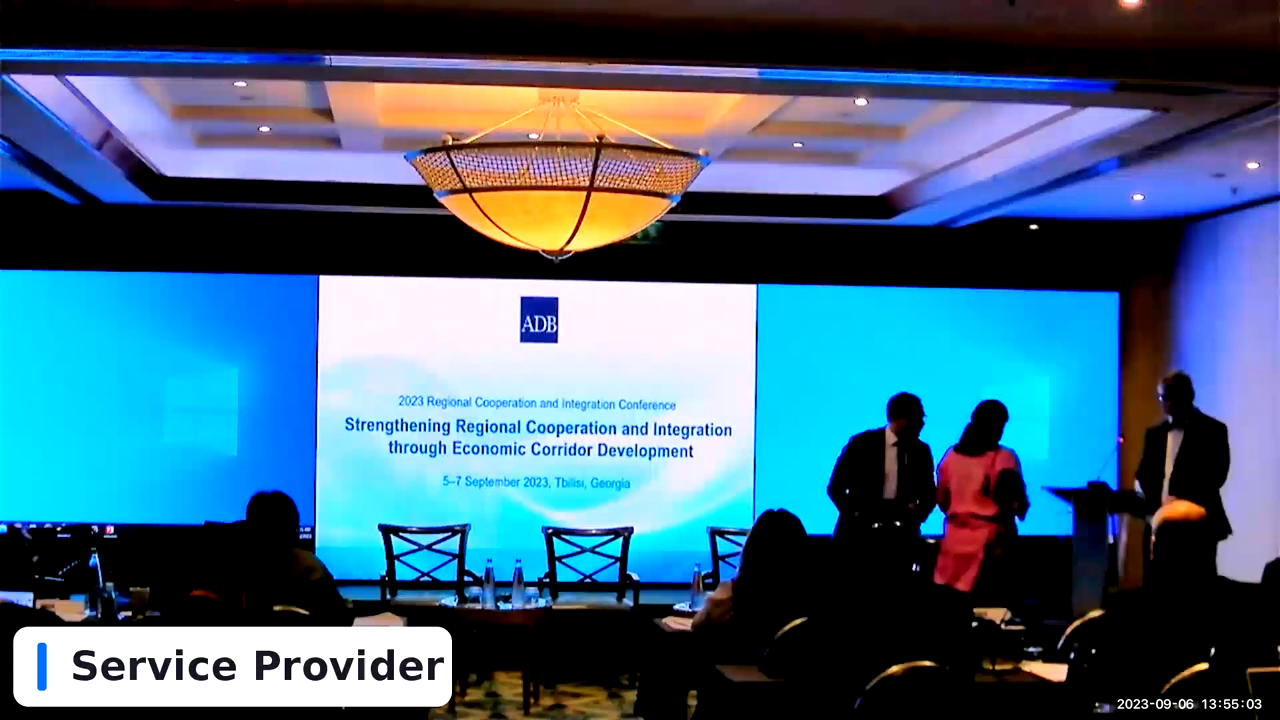 ADB
2023 Regional Cooperation and Integration Conference
Strengthening Regional Cooperation and Integration
through Economic Corridor Development
5–7 September 2023, Tbilisi, Georgia
Service Provider
2023-09-06 13:55:03